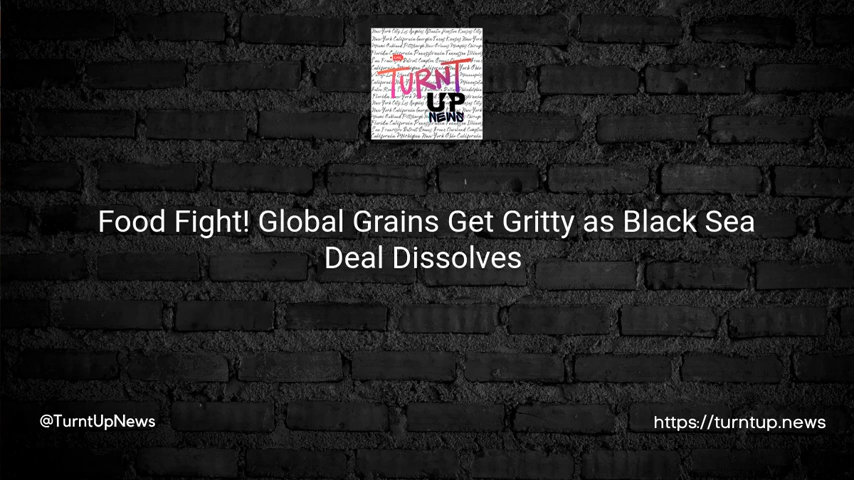 TURNT
UP
NEWS
Food Fight! Global Grains Get Gritty as Black Sea
Deal Dissolves
@TurntUpNews
https://turntup.news